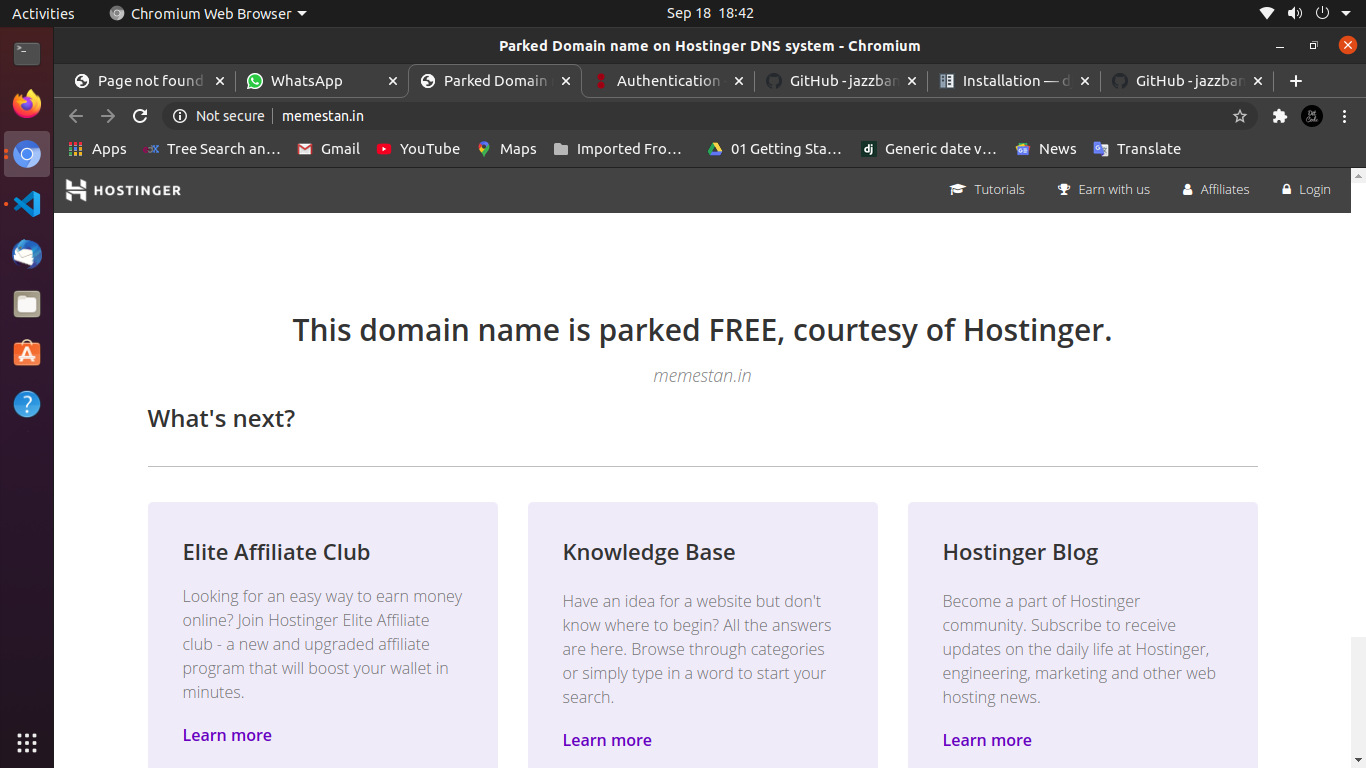 Activities
Chromium Web Browser
Sep 18 18:42
Parked Domain name on Hostinger DNS system - Chromium
Page not found
WhatsApp
Parked Domain
Authentication
GitHub - jazzban
Installation — d
GitHub - jazzban
Not secure
memestan.in
Apps
Tree Search an...
Gmail
YouTube
Maps
Imported Fro...
01 Getting Sta...
dj
Generic date v...
News
Translate
HOSTINGER
Tutorials
Earn with us
Affiliates
Login
This domain name is parked FREE, courtesy of Hostinger.
memestan.in
What's next?
Elite Affiliate Club
Looking for an easy way to earn money
online? Join Hostinger Elite Affiliate
club - a new and upgraded affiliate
program that will boost your wallet in
minutes.
Learn more
Knowledge Base
Have an idea for a website but don't
know where to begin? All the answers
are here. Browse through categories
or simply type in a word to start your
search.
Learn more
Hostinger Blog
Become a part of Hostinger
community. Subscribe to receive
updates on the daily life at Hostinger,
engineering, marketing and other web
hosting news.
Learn more